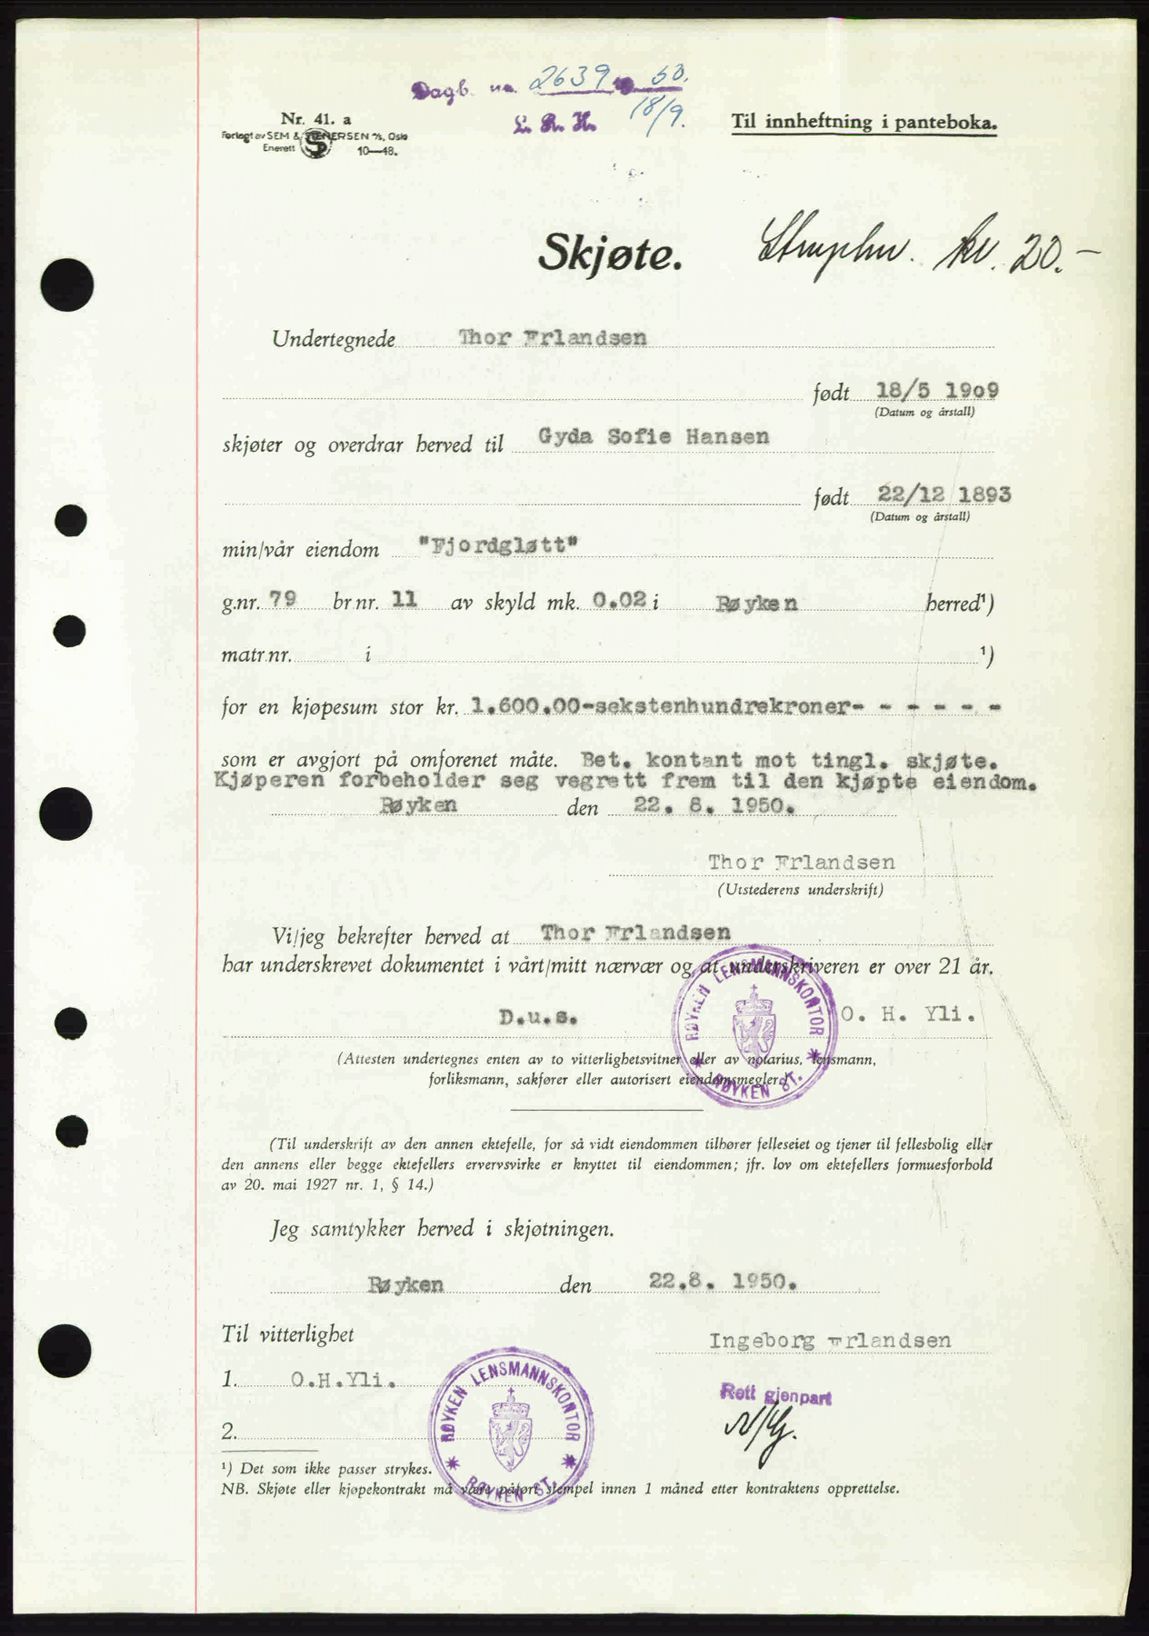 Dagb. nr. 2639 19 50.
L. R. H. 18/9.
Nr. 41. a
Forlagt av SEM & STENERSEN A/S, Oslo
Enerett 10—48.
Til innheftning i panteboka.
Skjøte.
kr. 20.-
Undertegnede Thor Erlandsen
født 18/5 1909
(Datum og årstall)
skjøter og overdrar herved til Gyda Sofie Hansen
født 22/12 1893
(Datum og årstall)
min/vår eiendom "Fjordgløtt"
g.nr. 79 br.nr. 11 av skyld mk. 0.02 i Røyken herred¹)
matr.nr. i ¹)
for en kjøpesum stor kr. 1.600.00-sekstenhundrekroner- - - - - -
som er avgjort på omforenet måte. Bet. kontant mot tingl. skjøte.
Kjøperen forbeholder seg vegrett frem til den kjøpte eiendom.
Røyken den 22. 8. 1950.
Thor Erlandsen
(Utstederens underskrift)
Vi/jeg bekrefter herved at Thor Erlandsen
har underskrevet dokumentet i vårt/mitt nærvær og at underskriveren er over 21 år.
D.u.s. O. H. Yli.
RØYKEN LENSMANNSKONTOR * RØYKEN ST. *
(Attesten undertegnes enten av to vitterlighetsvitner eller av notarius, lensmann,
forliksmann, sakfører eller autorisert eiendomsmegler.)
(Til underskrift av den annen ektefelle, for så vidt eiendommen tilhører felleseiet og tjener til fellesbolig eller
den annens eller begge ektefellers ervervsvirke er knyttet til eiendommen; jfr. lov om ektefellers formuesforhold
av 20. mai 1927 nr. 1, § 14.)
Jeg samtykker herved i skjøtningen.
Røyken den 22.8. 1950.
Til vitterlighet
Ingeborg Erlandsen
1. O.H.Yli.
RØYKEN LENSMANNSKONTOR * RØYKEN ST. *
Rett gjenpart
2.
¹) Det som ikke passer strykes.
NB. Skjøte eller kjøpekontrakt må være påført stempel innen 1 måned etter kontraktens opprettelse.